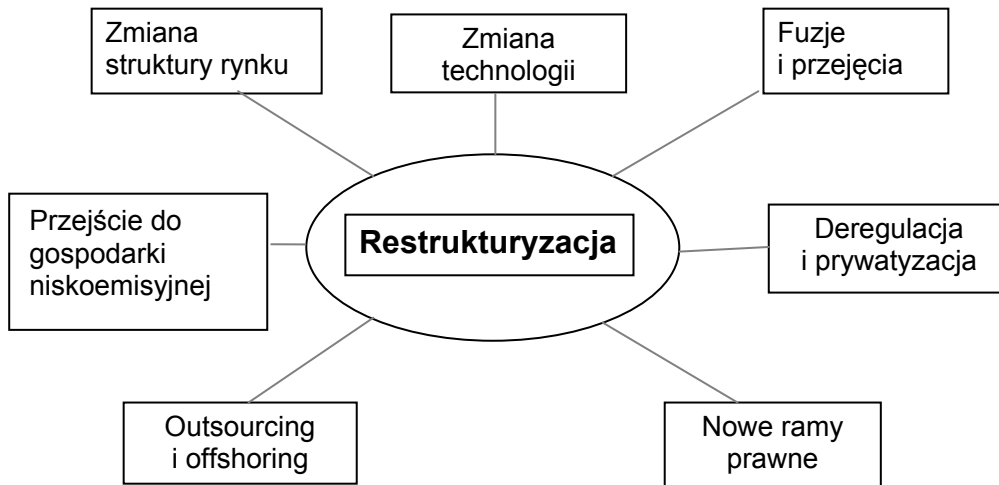 Zmiana
struktury rynku
Zmiana
technologii
Fuzje
i przejęcia
Przejście do
gospodarki
niskoemisyjnej
Restrukturyzacja
Deregulacja
i prywatyzacja
Outsourcing
i offshoring
Nowe ramy
prawne